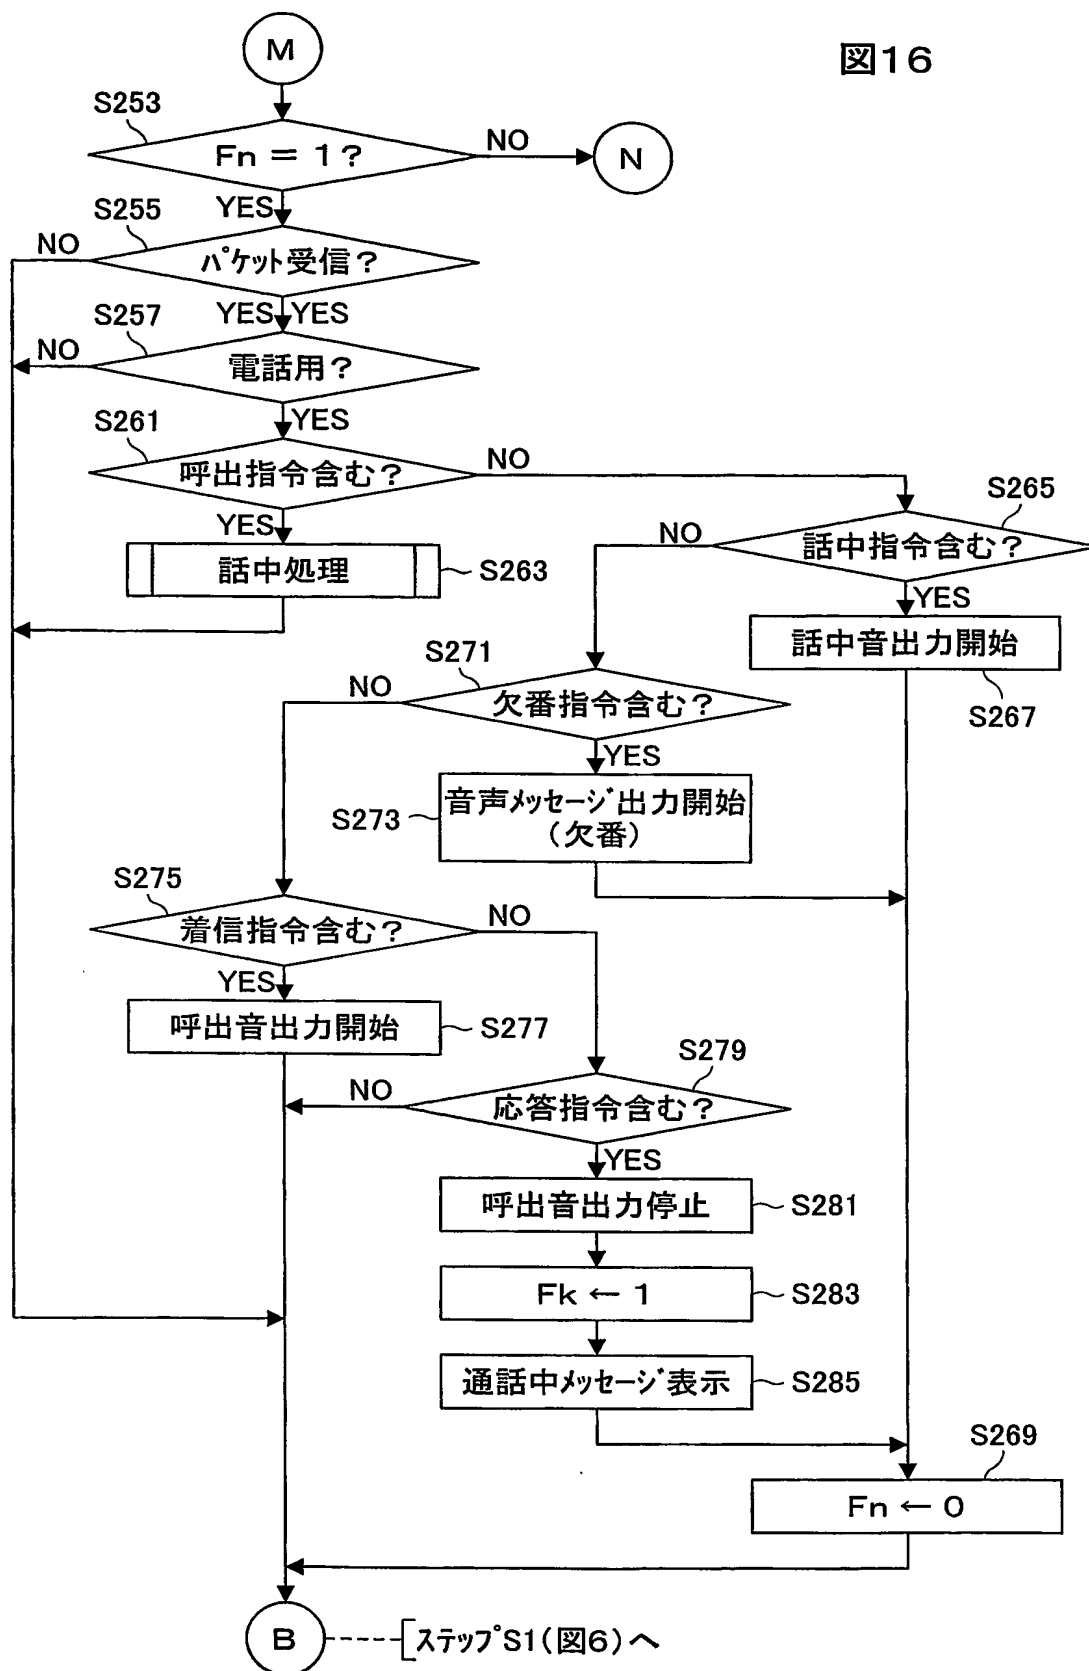 図16
M
S253
Fn = 1?
NO
N
YES
S255
NO
パケット受信?
YES YES
S257
NO
電話用?
YES
S261
呼出指令含む?
NO
YES
話中処理
S263
S265
話中指令含む?
NO
YES
話中音出力開始
S267
S271
NO
欠番指令含む?
YES
S273
音声メッセージ出力開始
(欠番)
S275
着信指令含む?
NO
YES
呼出音出力開始
S277
S279
NO
応答指令含む?
YES
呼出音出力停止
S281
Fk ← 1
S283
通話中メッセージ表示
S285
S269
Fn ← 0
B
ステップS1(図6)へ